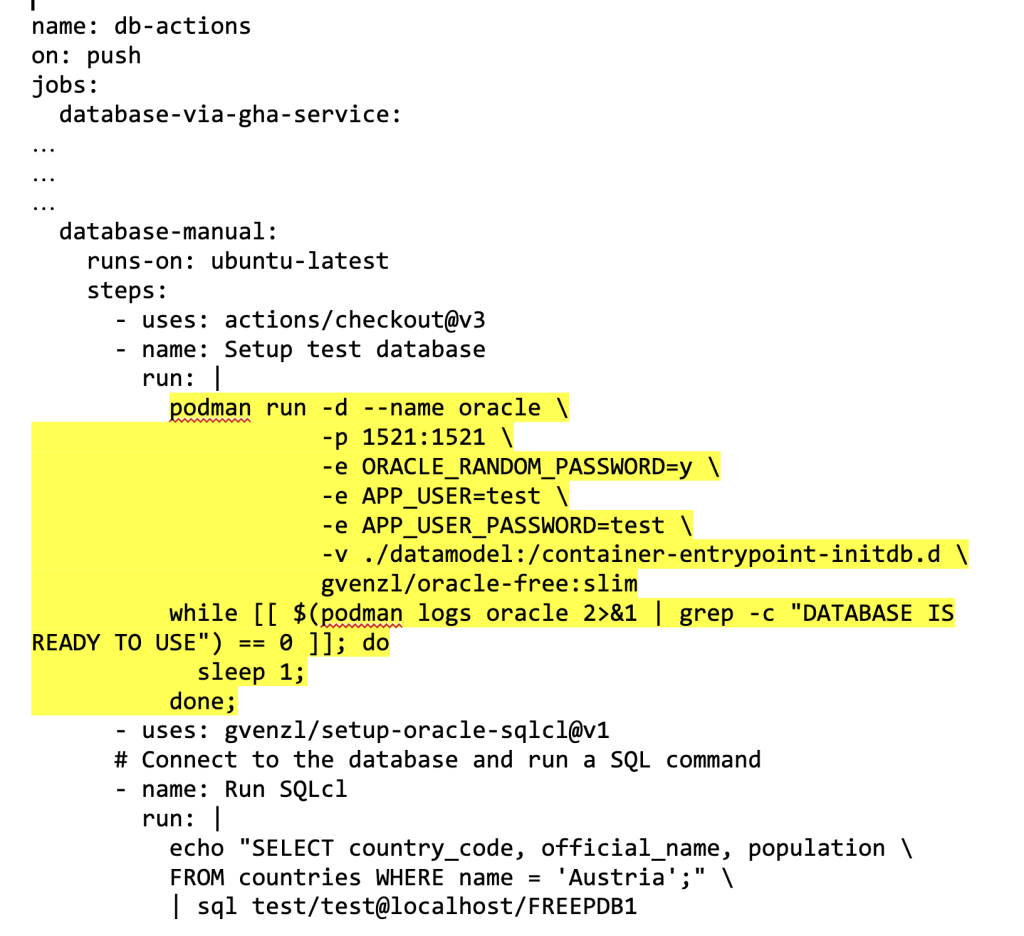 name: db-actions
on: push
jobs:
  database-via-gha-service:
...
...
...
  database-manual:
    runs-on: ubuntu-latest
    steps:
      - uses: actions/checkout@v3
      - name: Setup test database
        run: |
          podman run -d --name oracle \
                     -p 1521:1521 \
                     -e ORACLE_RANDOM_PASSWORD=y \
                     -e APP_USER=test \
                     -e APP_USER_PASSWORD=test \
                     -v ./datamodel:/container-entrypoint-initdb.d \
                     gvenzl/oracle-free:slim
          while [[ $(podman logs oracle 2>&1 | grep -c "DATABASE IS
READY TO USE") == 0 ]]; do
            sleep 1;
          done;
      - uses: gvenzl/setup-oracle-sqlcl@v1
      # Connect to the database and run a SQL command
      - name: Run SQLcl
        run: |
          echo "SELECT country_code, official_name, population \
          FROM countries WHERE name = 'Austria';" \
          | sql test/test@localhost/FREEPDB1